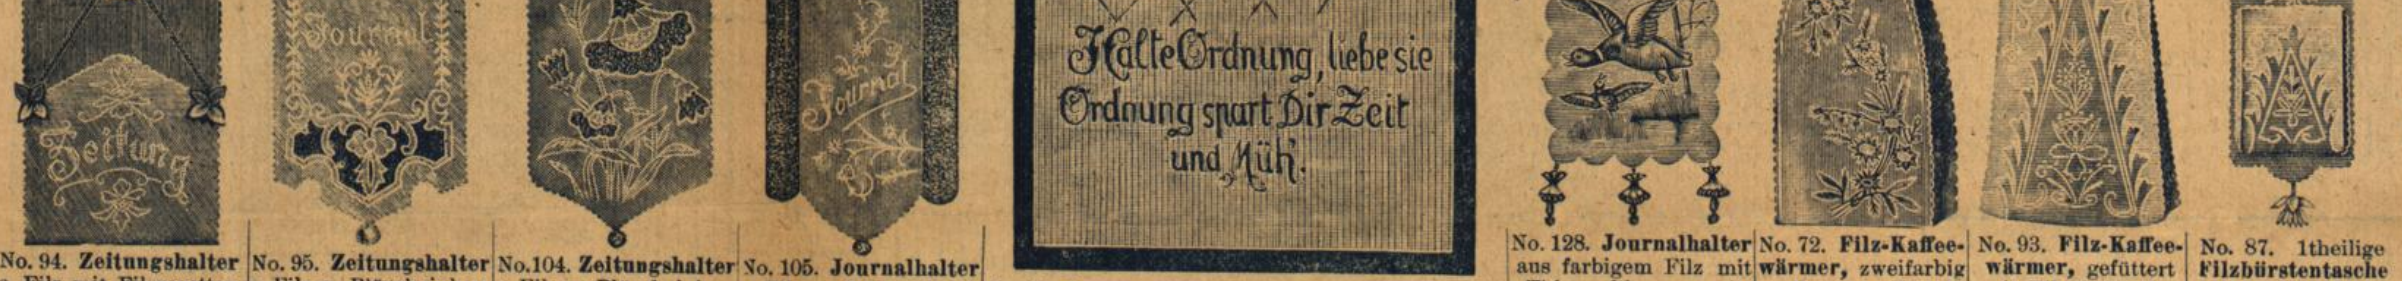 Journal
Zeitung
Journal
Halte Ordnung, liebe sie
Ordnung spart Dir Zeit
und Müh'.
No. 94. Zeitungshalter
No. 95. Zeitungshalter
No.104. Zeitungshalter
No. 105. Journalhalter
No. 128. Journalhalter
aus farbigem Filz mit
No. 72. Filz-Kaffee-
wärmer, zweifarbig
No. 93. Filz-Kaffee-
wärmer, gefüttert
No. 87. 1theilige
Filzbürstentasche